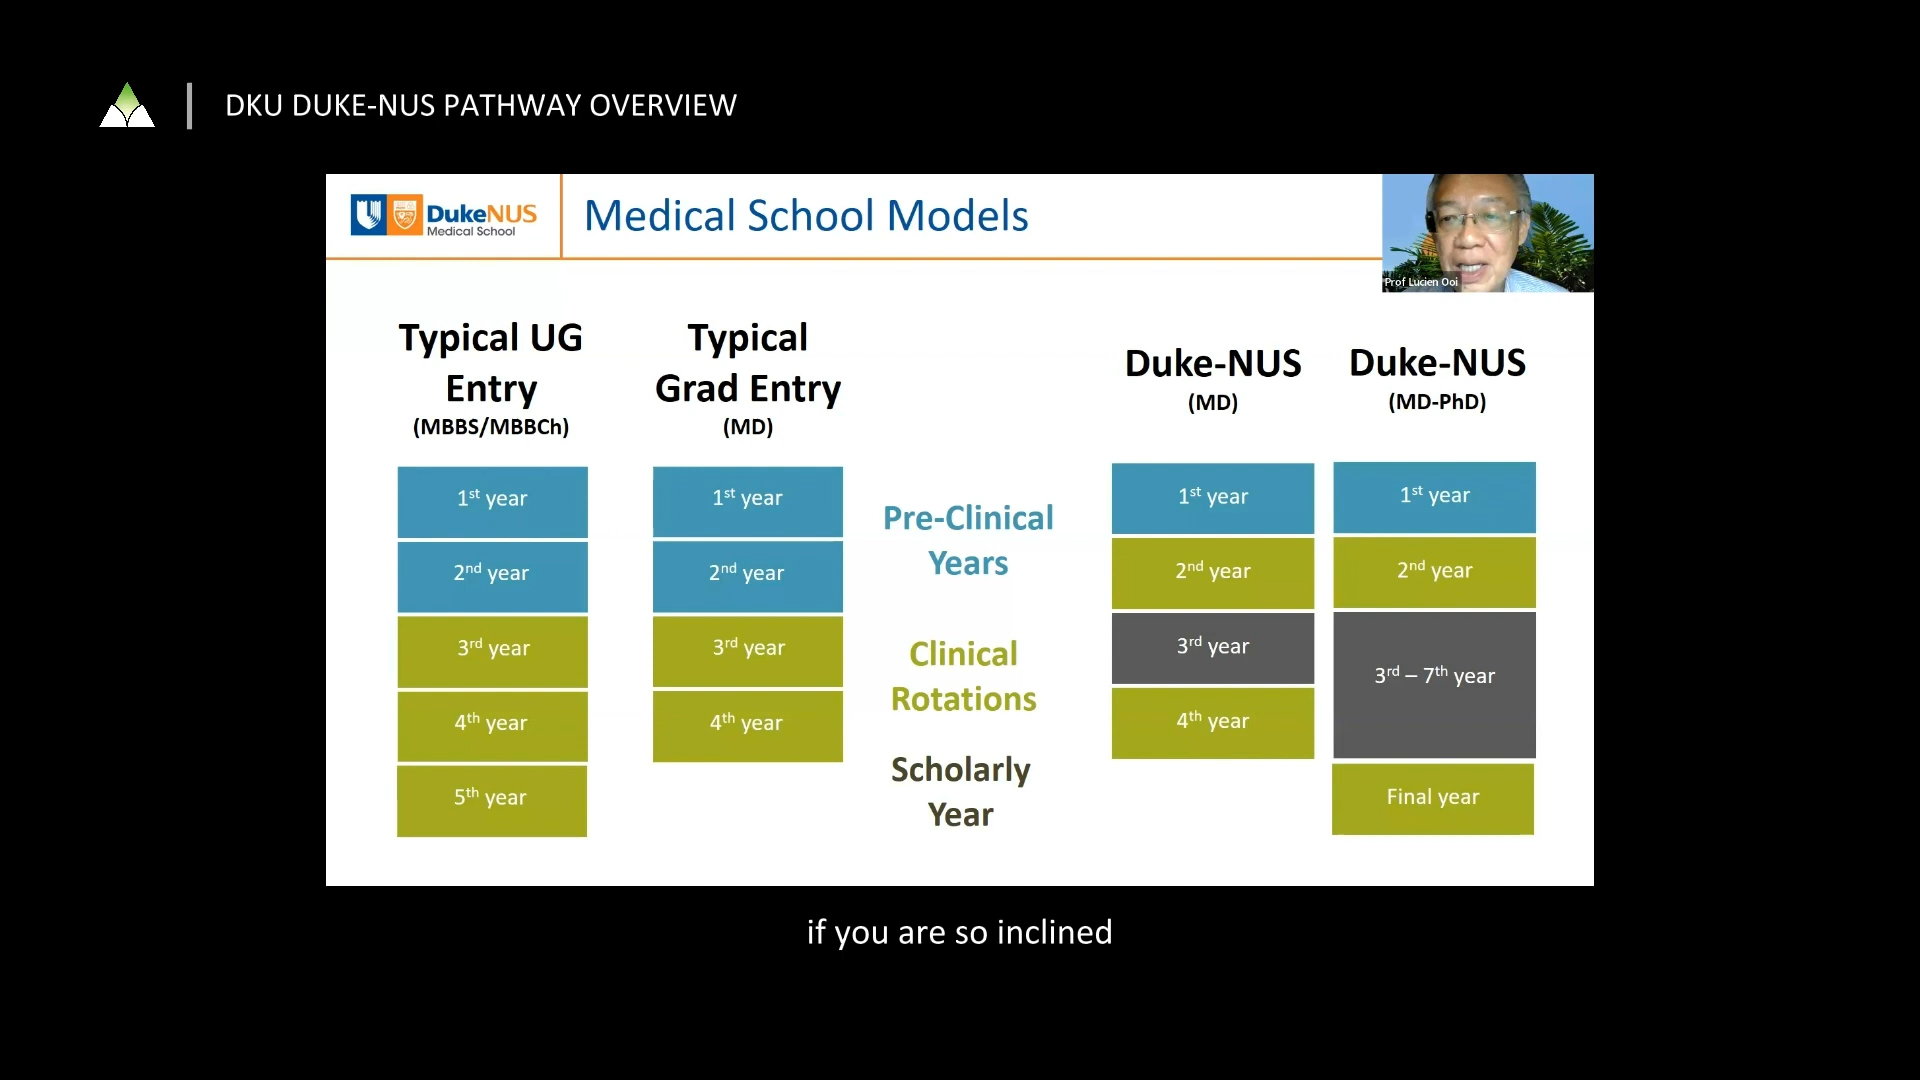 DKU DUKE-NUS PATHWAY OVERVIEW
DukeNUS
Medical School
Medical School Models
Prof Lucien Ooi
Typical UG
Entry
(MBBS/MBBCh)
1st year
2nd year
3rd year
4th year
5th year
Typical
Grad Entry
(MD)
1st year
2nd year
3rd year
4th year
Pre-Clinical
Years
Clinical
Rotations
Scholarly
Year
Duke-NUS
(MD)
1st year
2nd year
3rd year
4th year
Duke-NUS
(MD-PhD)
1st year
2nd year
3rd – 7th year
Final year
if you are so inclined